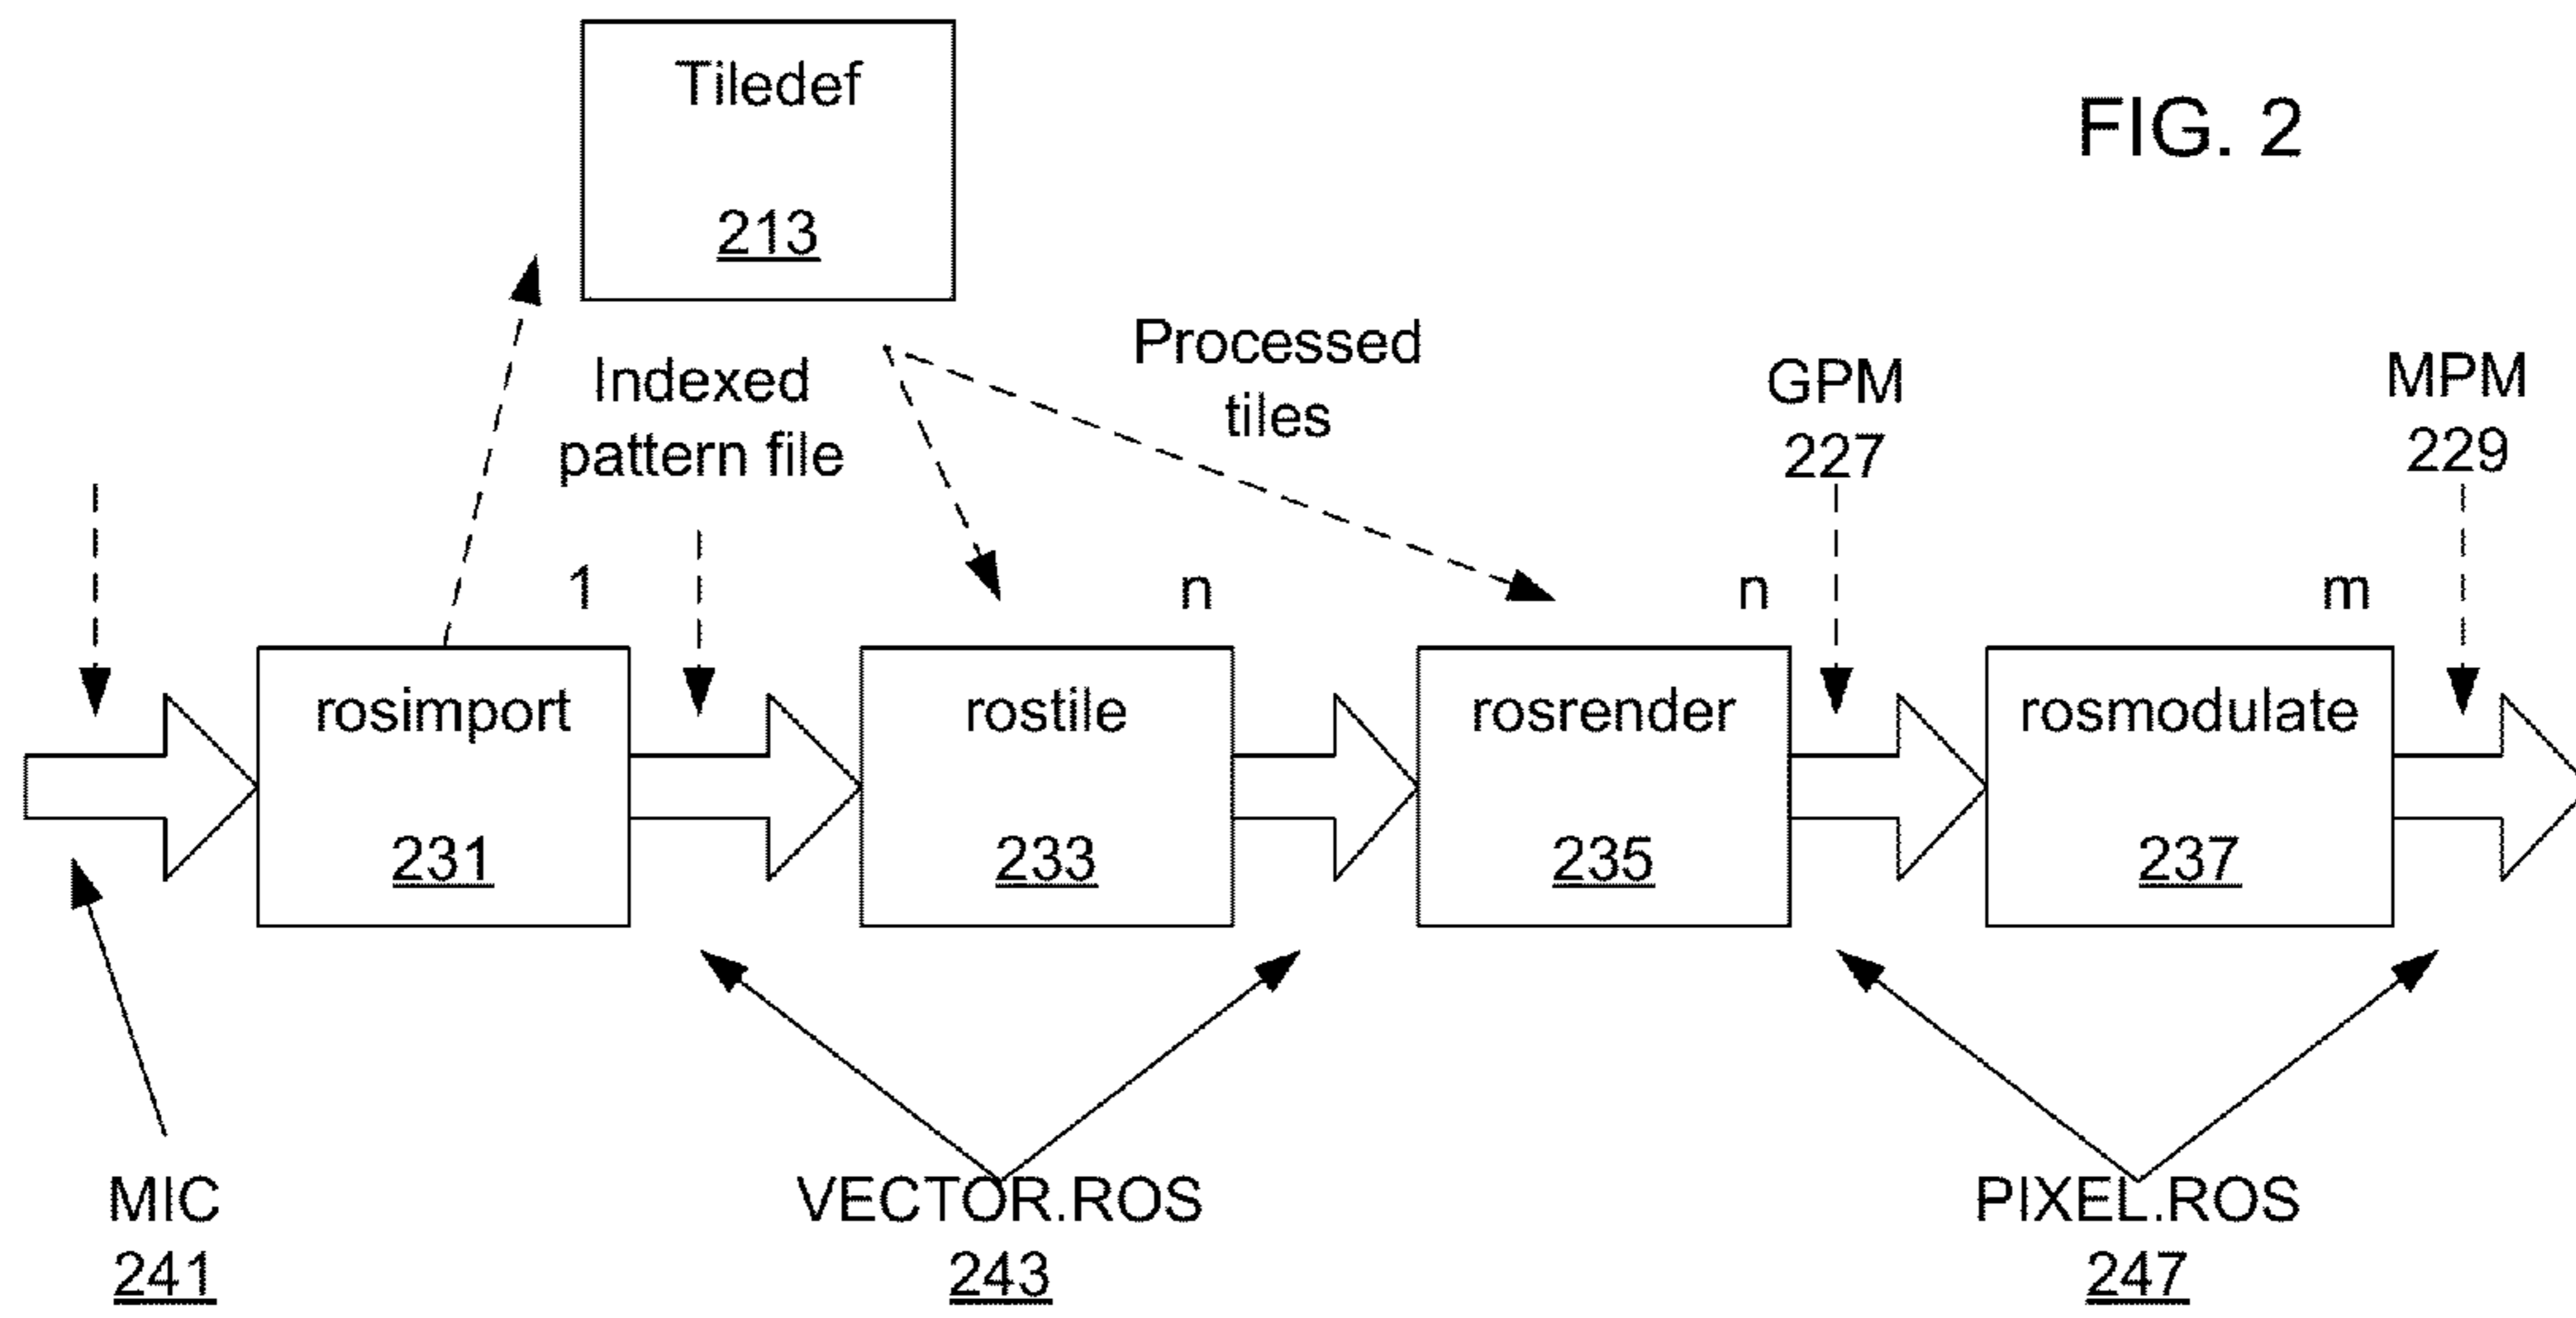 Tiledef
213
FIG. 2
Indexed
pattern file
Processed
tiles
GPM
227
MPM
229
1
n
n
m
rosimport
231
rostile
233
rosrender
235
rosmodulate
237
MIC
241
VECTOR.ROS
243
PIXEL.ROS
247